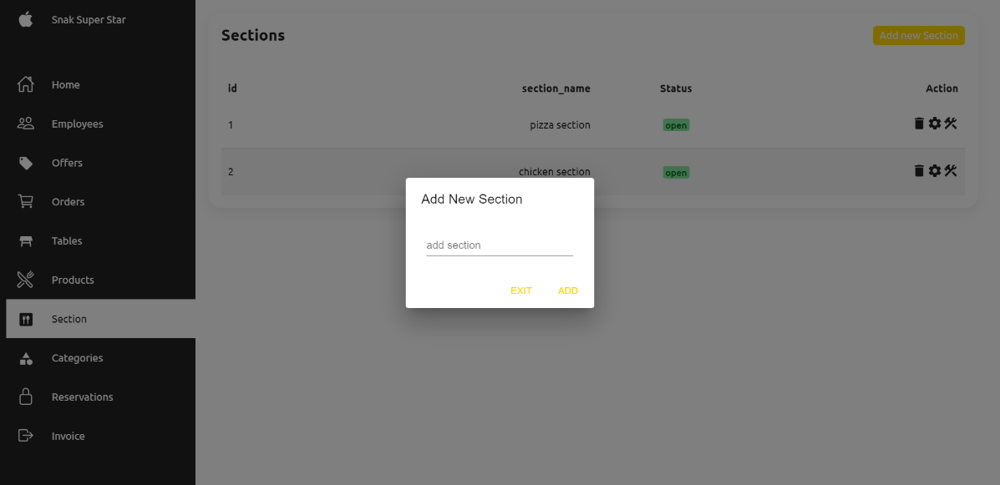 Snak Super Star
Home
Employees
Offers
Orders
Tables
Products
Section
Categories
Reservations
Invoice
Sections
Add new Section
id section_name Status Action
1 pizza section open
2 chicken section open
Add New Section
add section
EXIT ADD